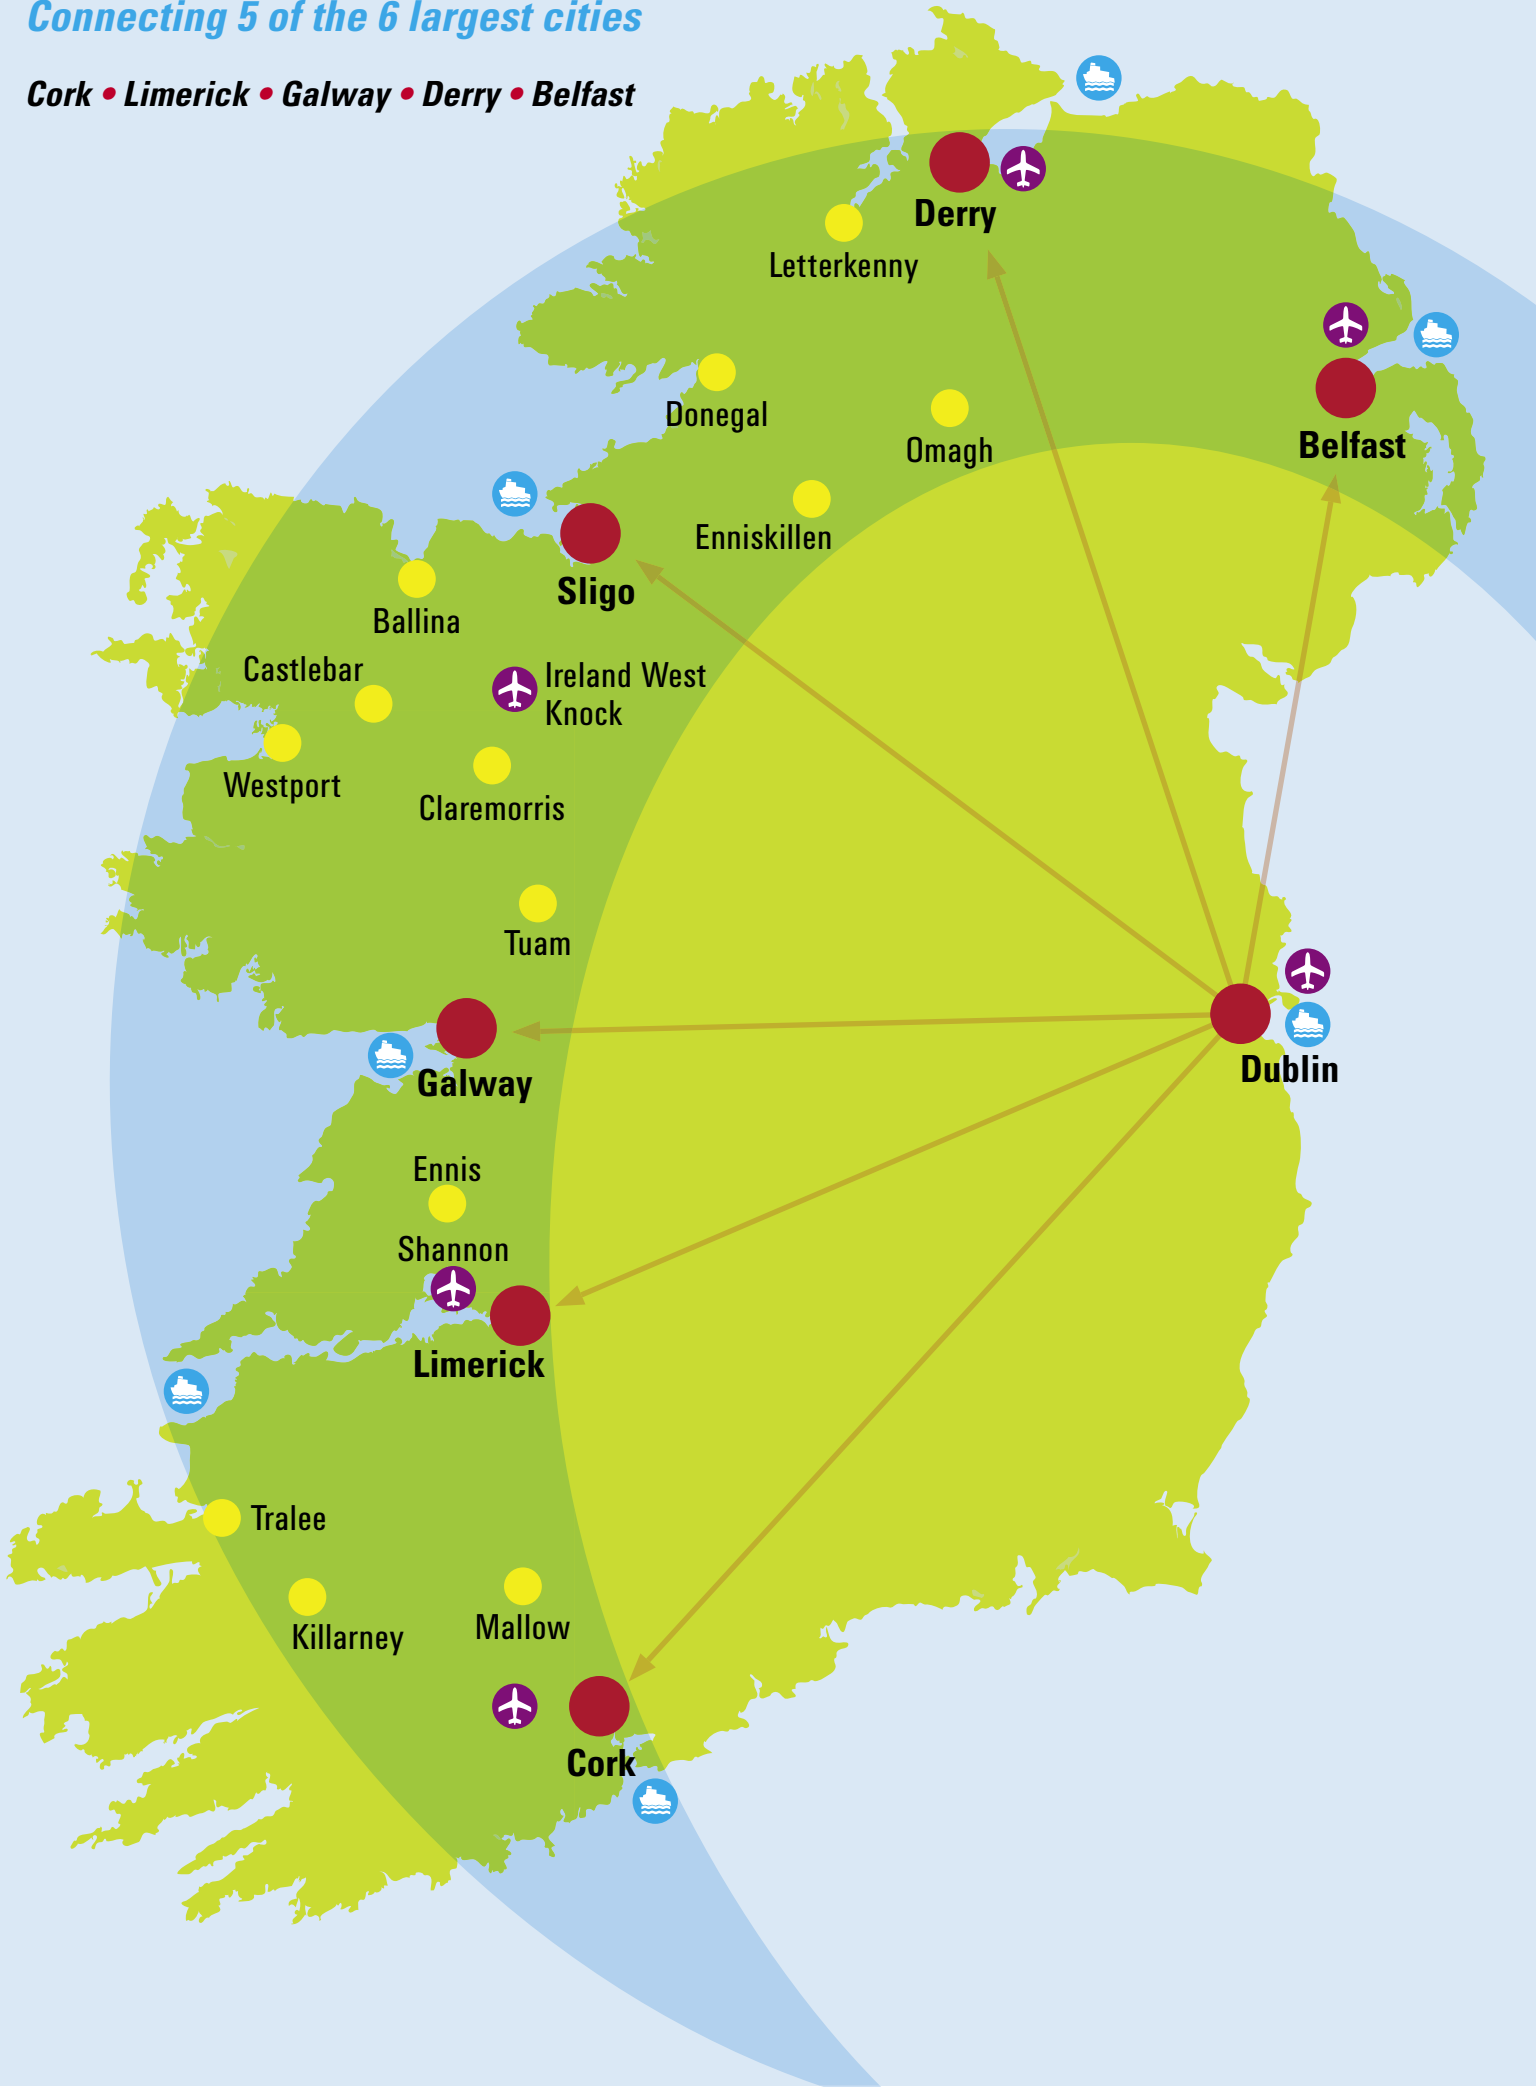 Connecting 5 of the 6 largest cities
Cork • Limerick • Galway • Derry • Belfast
Derry
Letterkenny
Donegal
Omagh
Belfast
Enniskillen
Sligo
Ballina
Castlebar
Ireland West
Knock
Westport
Claremorris
Tuam
Dublin
Galway
Ennis
Shannon
Limerick
Tralee
Killarney
Mallow
Cork